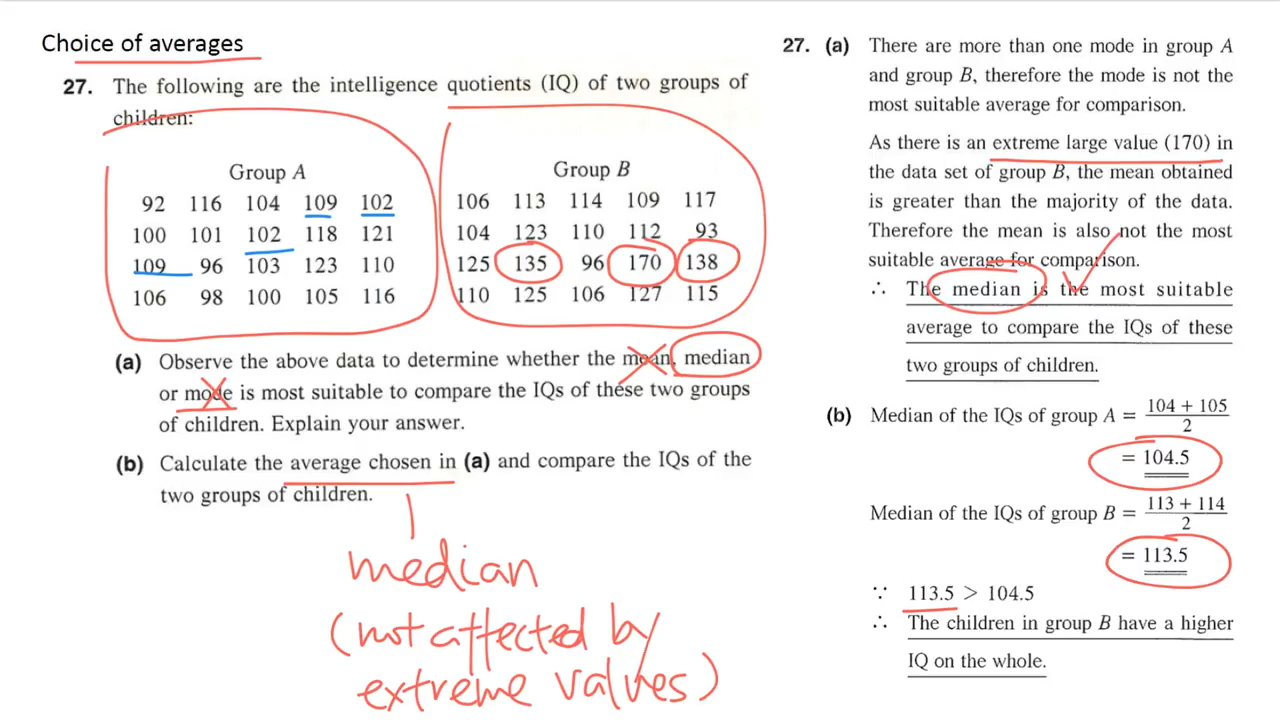 Choice of averages
27. The following are the intelligence quotients (IQ) of two groups of
children:
Group A
92 116 104 109 102
100 101 102 118 121
109 96 103 123 110
106 98 100 105 116
Group B
106 113 114 109 117
104 123 110 112 93
125 135 96 170 138
110 125 106 127 115
(a) Observe the above data to determine whether the mean, median
or mode is most suitable to compare the IQs of these two groups
of children. Explain your answer.
(b) Calculate the average chosen in (a) and compare the IQs of the
two groups of children.
median
(not affected by
extreme values)
27. (a) There are more than one mode in group A
and group B, therefore the mode is not the
most suitable average for comparison.
As there is an extreme large value (170) in
the data set of group B, the mean obtained
is greater than the majority of the data.
Therefore the mean is also not the most
suitable average for comparison.
∴ The median is the most suitable
average to compare the IQs of these
two groups of children.
(b) Median of the IQs of group A = 104 + 105
2
= 104.5
Median of the IQs of group B = 113 + 114
2
= 113.5
∵ 113.5 > 104.5
∴ The children in group B have a higher
IQ on the whole.